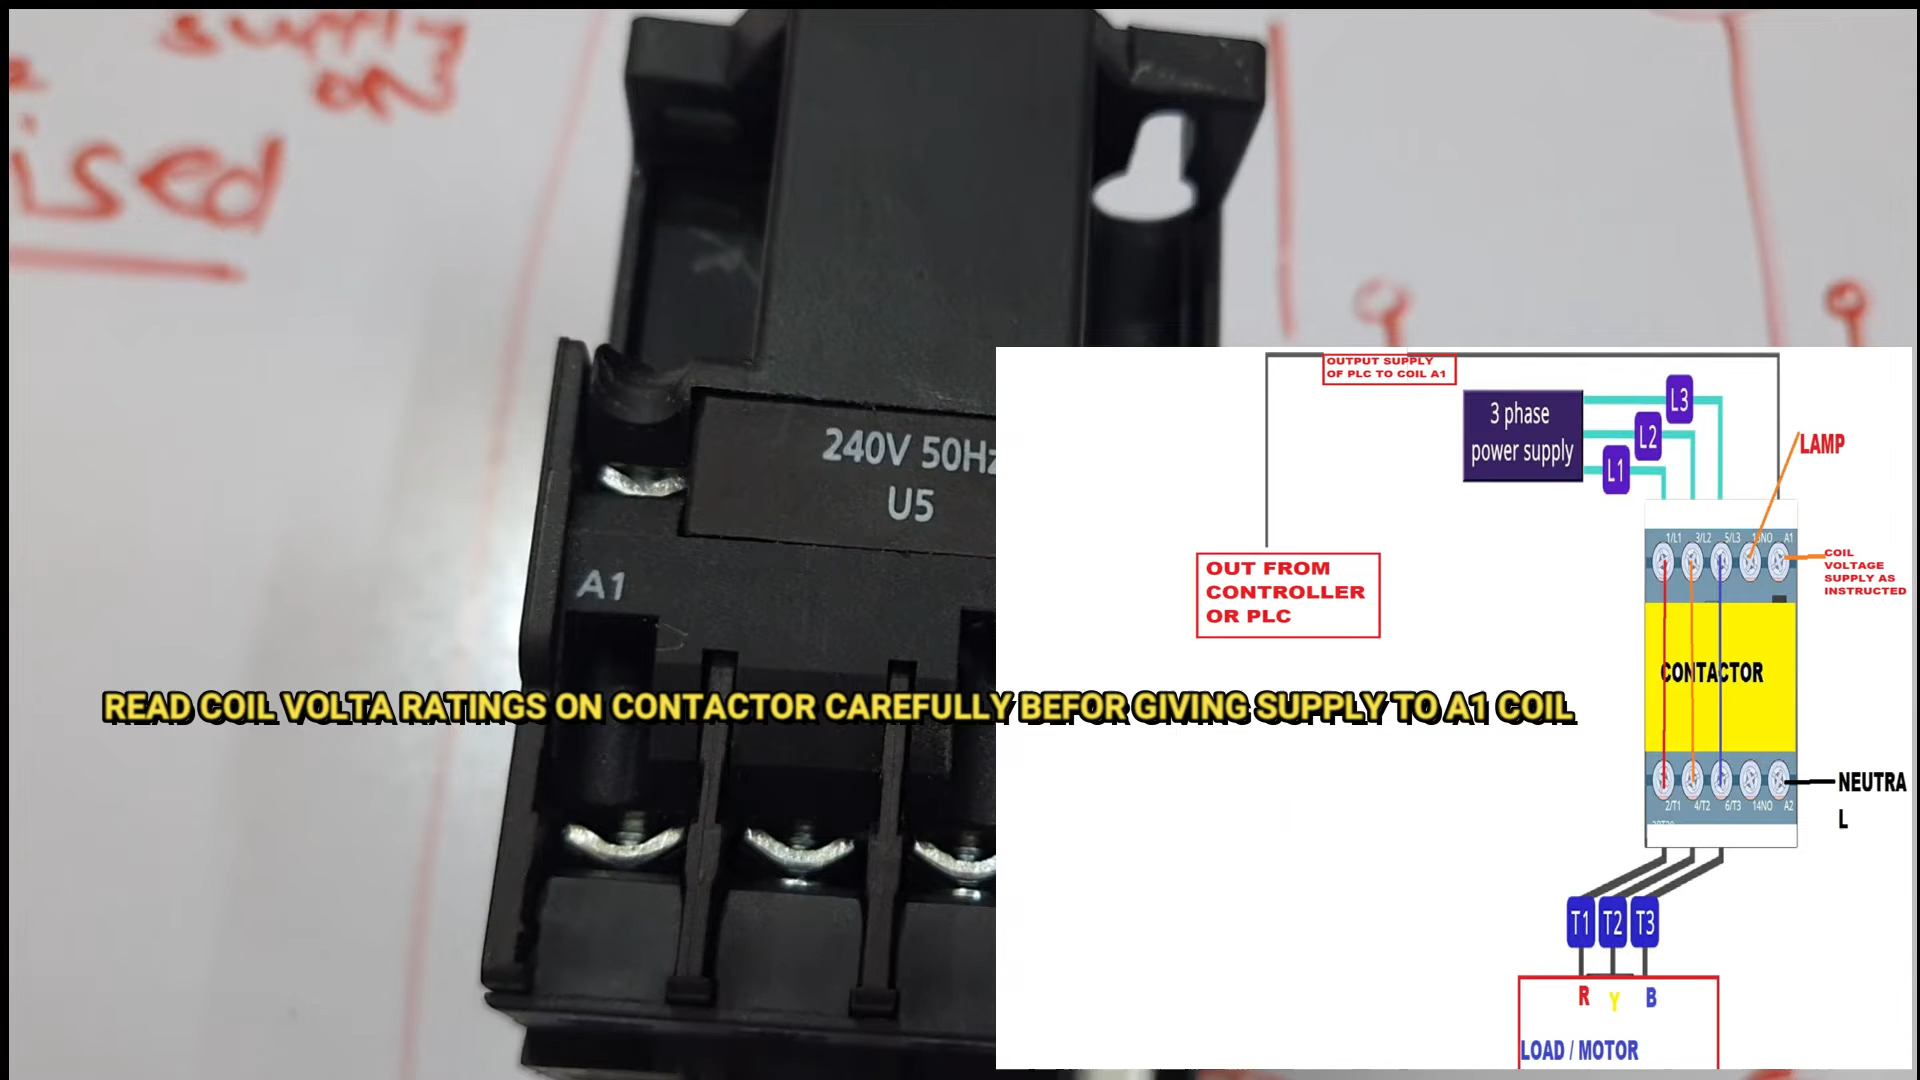 supply
ON
ised
240V 50Hz
U5
A1
READ COIL VOLTA RATINGS ON CONTACTOR CAREFULLY BEFOR GIVING SUPPLY TO A1 COIL
OUTPUT SUPPLY
OF PLC TO COIL A1
3 phase
power supply
L3
L2
L1
LAMP
OUT FROM
CONTROLLER
OR PLC
1/L1 3/L2 5/L3 13NO A1
COIL
VOLTAGE
SUPPLY AS
INSTRUCTED
CONTACTOR
NEUTRA
L
2/T1 4/T2 6/T3 14NO A2
T1 T2 T3
R Y B
LOAD / MOTOR